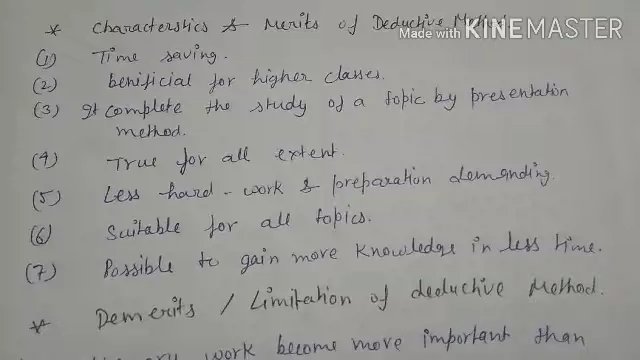 * Characterstics & Merits of Deductive Method
Made with KINEMASTER
(1) Time saving.
(2) benificial for higher classes.
(3) It complete the study of a topic by presentation
method.
(4) True for all extent.
(5) Less hard-work & preparation demanding.
(6) Suitable for all topics.
(7) Possible to gain more knowledge in less time.
* Demerits / Limitation of deductive Method.
work become more important than